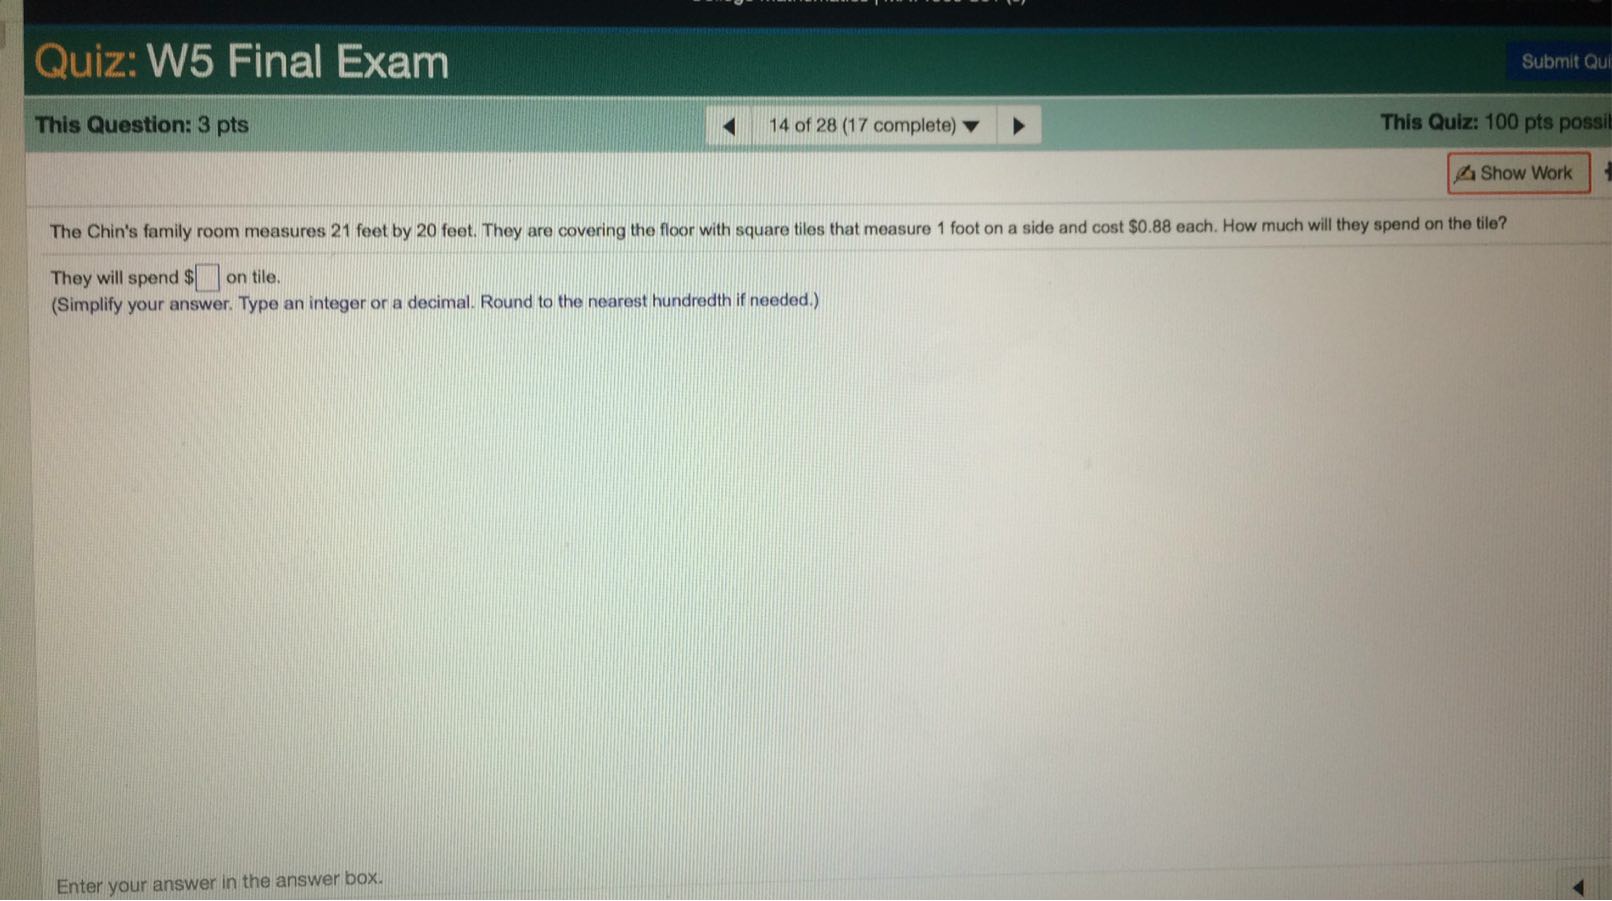 Quiz: W5 Final Exam
Submit
This Question: 3 pts
14 of 28 (17 complete)
This Quiz: 100 pts
Show Work
The Chin's family room measures 21 feet by 20 feet. They are covering the floor with square tiles that measure 1 foot on a side and cost $0.88 each. How much will they spend on the tile?
They will spend $ on tile.
(Simplify your answer. Type an integer or a decimal. Round to the nearest hundredth if needed.)
Enter your answer in the answer box.